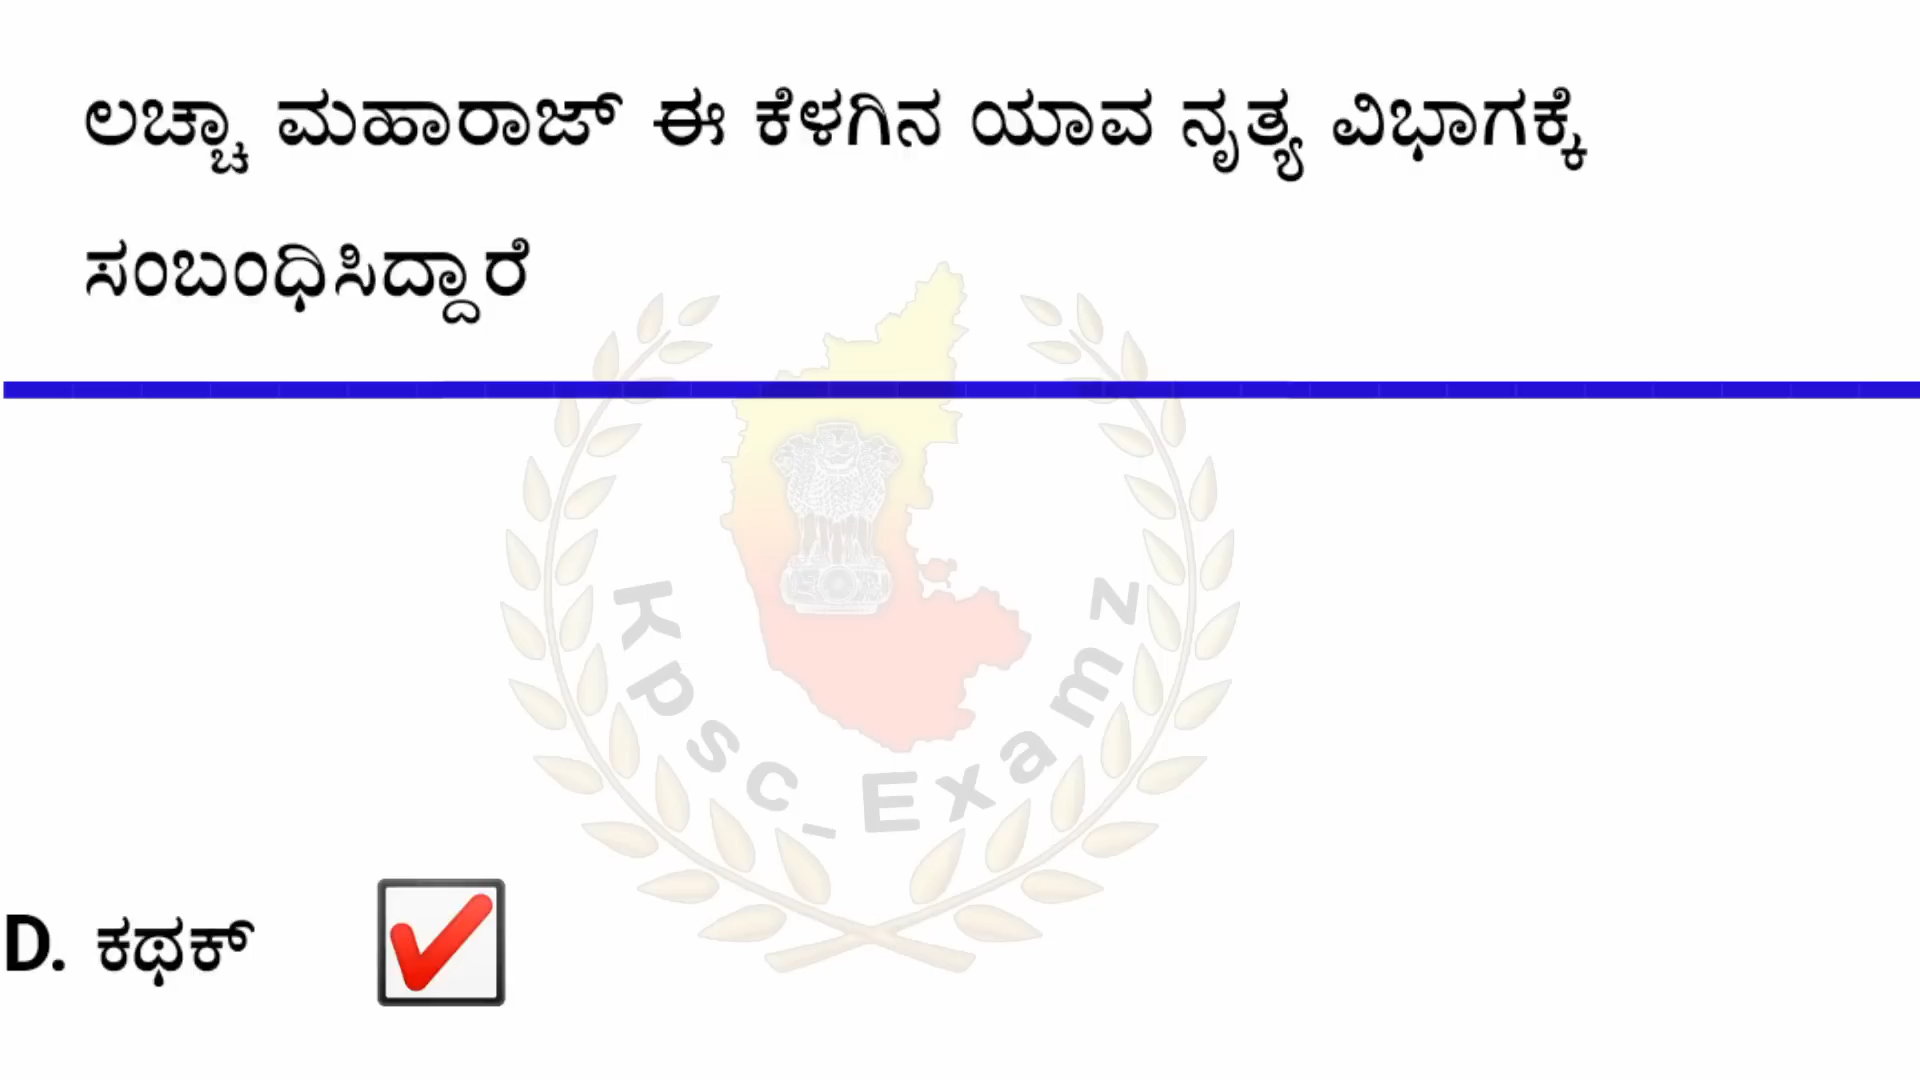 ಲಚ್ಚಾ ಮಹಾರಾಜ್ ಈ ಕೆಳಗಿನ ಯಾವ ನೃತ್ಯ ವಿಭಾಗಕ್ಕೆ
ಸಂಬಂಧಿಸಿದ್ದಾರೆ
Kpsc_Examz
D. ಕಥಕ್